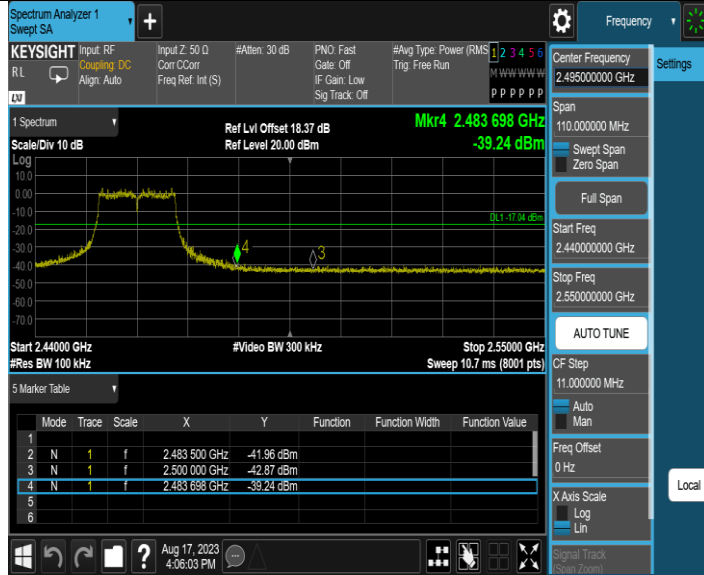 Spectrum Analyzer 1
Swept SA
+
Frequency
KEYSIGHT
RL
LXI
Input: RF
Coupling: DC
Align: Auto
Input Z: 50 Ω
Corr CCorr
Freq Ref: Int (S)
#Atten: 30 dB
PNO: Fast
Gate: Off
IF Gain: Low
Sig Track: Off
#Avg Type: Power (RMS
Trig: Free Run
1 2 3 4 5 6
M W W W W W
P P P P P P
Center Frequency
2.495000000 GHz
Settings
Span
110.000000 MHz
Swept Span
Zero Span
Full Span
Start Freq
2.440000000 GHz
Stop Freq
2.550000000 GHz
AUTO TUNE
CF Step
11.000000 MHz
Auto
Man
Freq Offset
0 Hz
X Axis Scale
Log
Lin
Signal Track
(Span Zoom)
Local
1 Spectrum
Scale/Div 10 dB
Ref Lvl Offset 18.37 dB
Ref Level 20.00 dBm
Mkr4 2.483 698 GHz
-39.24 dBm
Log
10.0
0.00
-10.0
-20.0
-30.0
-40.0
-50.0
-60.0
-70.0
DL1 -17.04 dBm
4
3
Start 2.44000 GHz
#Res BW 100 kHz
#Video BW 300 kHz
Stop 2.55000 GHz
Sweep 10.7 ms (8001 pts)
5 Marker Table
Mode Trace Scale X Y Function Function Width Function Value
1
2 N 1 f 2.483 500 GHz -41.96 dBm
3 N 1 f 2.500 000 GHz -42.87 dBm
4 N 1 f 2.483 698 GHz -39.24 dBm
5
6
?
Aug 17, 2023
4:06:03 PM